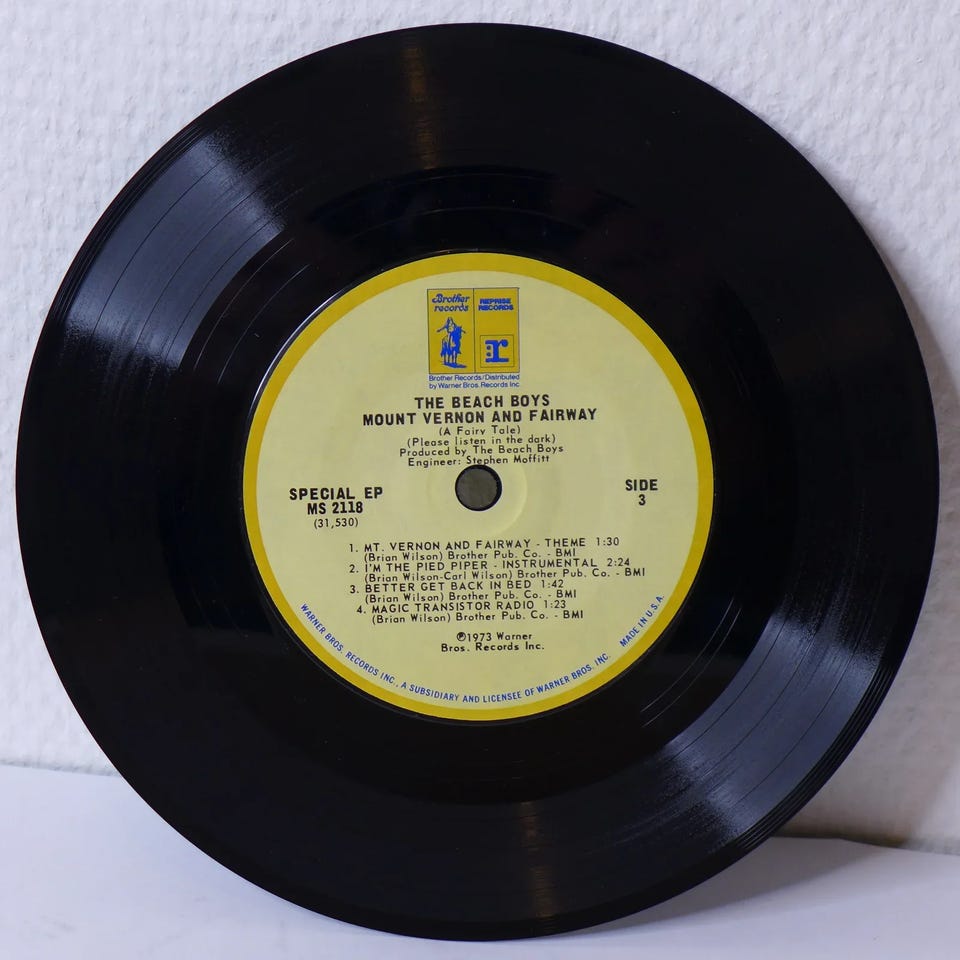 Brother records
REPRISE RECORDS
r
Brother Records/Distributed
by Warner Bros. Records Inc
THE BEACH BOYS
MOUNT VERNON AND FAIRWAY
(A Fairy Tale)
(Please listen in the dark)
Produced by The Beach Boys
Engineer: Stephen Moffitt
SPECIAL EP
MS 2118
(31,530)
SIDE
3
1. MT. VERNON AND FAIRWAY - THEME 1:30
(Brian Wilson) Brother Pub. Co. - BMI
2. I'M THE PIED PIPER - INSTRUMENTAL 2:24
(Brian Wilson-Carl Wilson) Brother Pub. Co. - BMI
3. BETTER GET BACK IN BED 1:42
(Brian Wilson) Brother Pub. Co. - BMI
4. MAGIC TRANSISTOR RADIO 1:23
(Brian Wilson) Brother Pub. Co. - BMI
℗1973 Warner
Bros. Records Inc.
WARNER BROS. RECORDS INC., A SUBSIDIARY AND LICENSEE OF WARNER BROS. INC. MADE IN U.S.A.